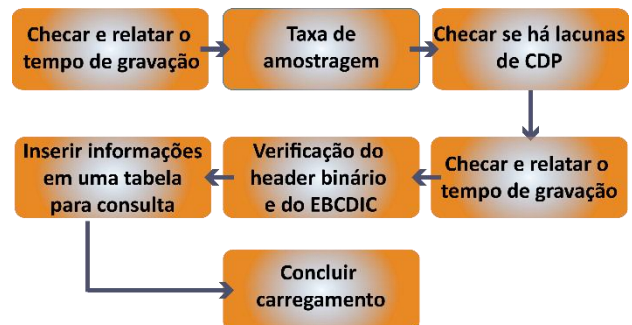 Checar e relatar o
tempo de gravação
Taxa de
amostragem
Checar se há lacunas
de CDP
Checar e relatar o
tempo de gravação
Verificação do
header binário
e do EBCDIC
Inserir informações
em uma tabela
para consulta
Concluir
carregamento